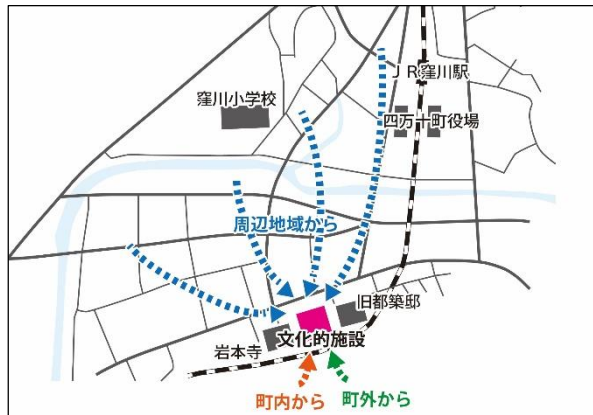 JR窪川駅
窪川小学校
四万十町役場
周辺地域から
旧都築邸
文化的施設
岩本寺
町内から
町外から